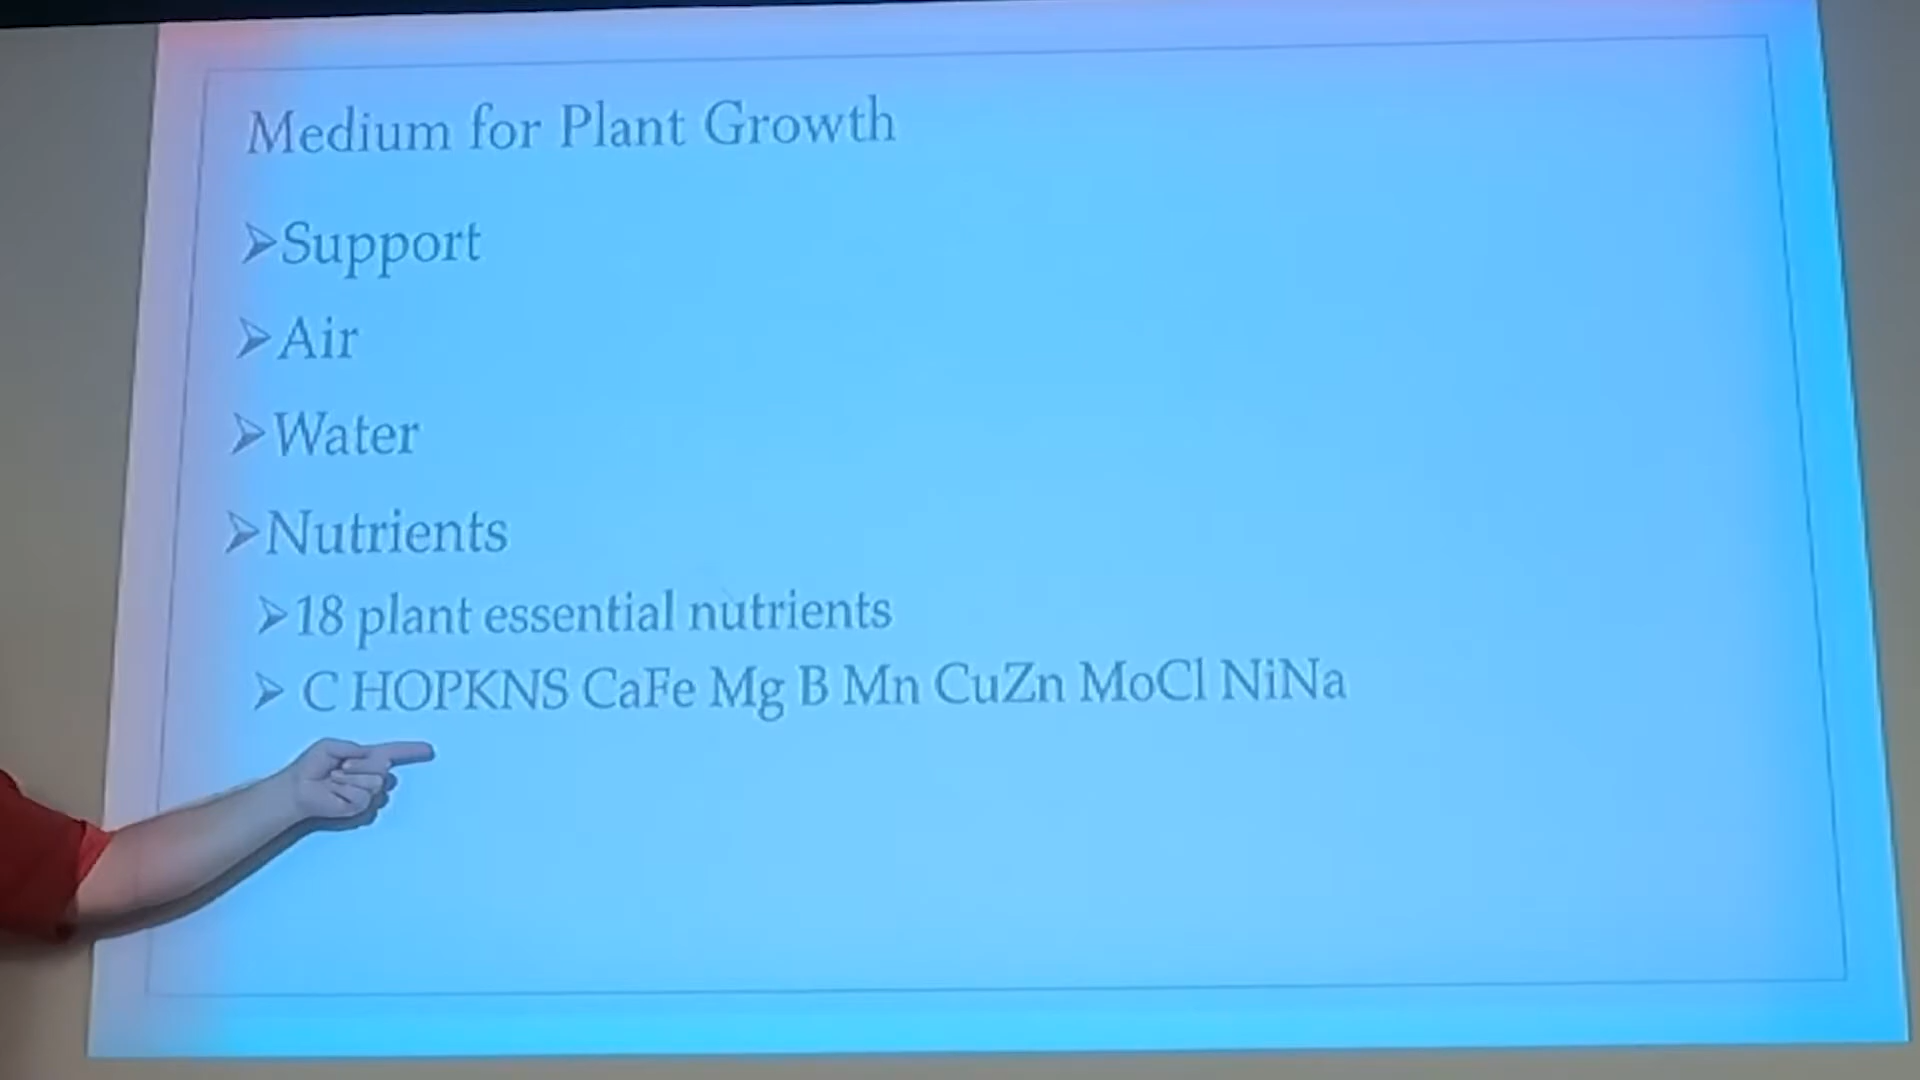 Medium for Plant Growth
➢Support
➢Air
➢Water
➢Nutrients
➢18 plant essential nutrients
➢ C HOPKNS CaFe Mg B Mn CuZn MoCl NiNa